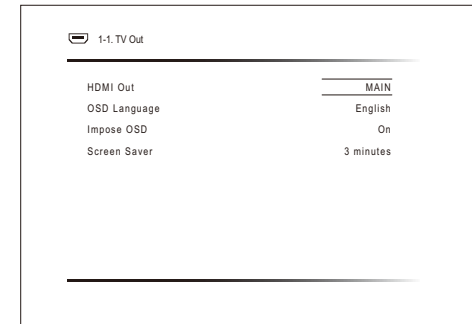 1-1. TV Out
HDMI Out MAIN
OSD Language English
Impose OSD On
Screen Saver 3 minutes